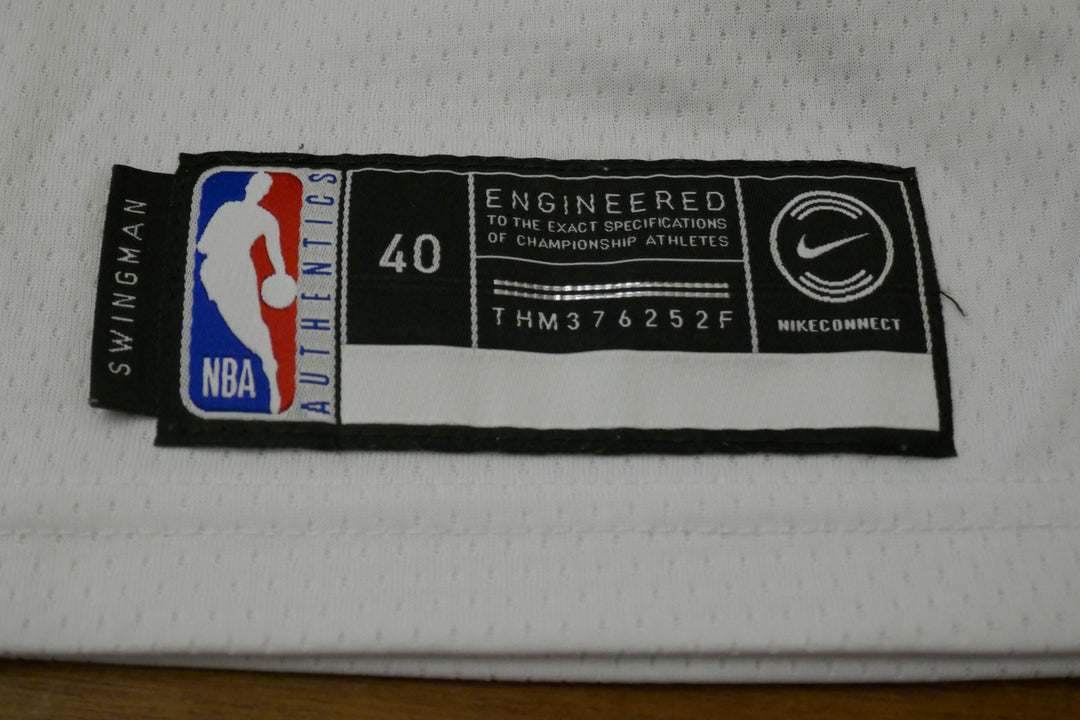 SWINGMAN
NBA
AUTHENTICS
40
ENGINEERED
TO THE EXACT SPECIFICATIONS
OF CHAMPIONSHIP ATHLETES
THM376252F
NIKECONNECT